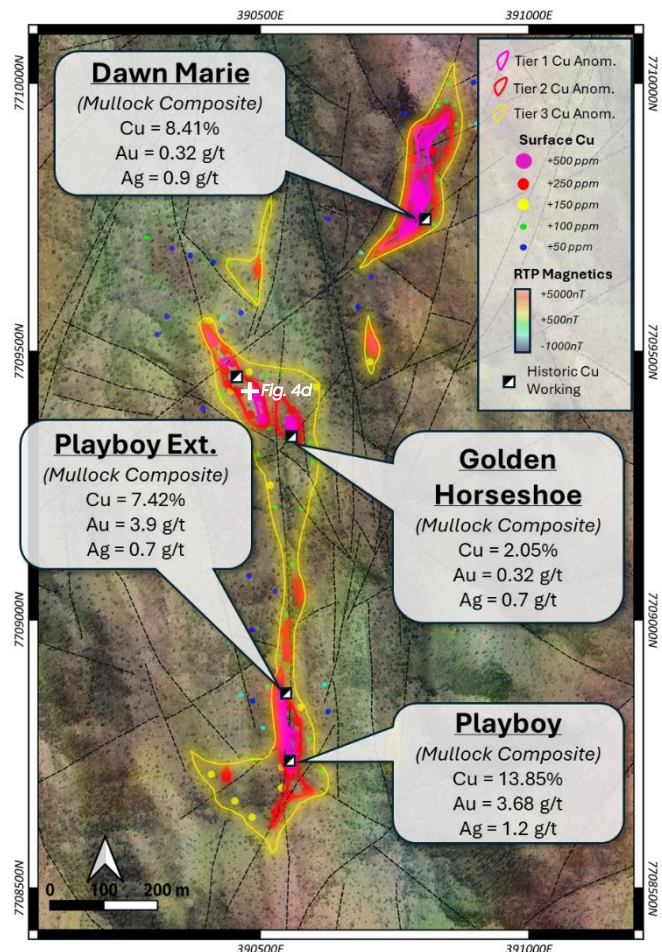 390500E
391000E
7710000N
7710000N
Dawn Marie
(Mullock Composite)
Cu = 8.41%
Au = 0.32 g/t
Ag = 0.9 g/t
Tier 1 Cu Anom.
Tier 2 Cu Anom.
Tier 3 Cu Anom.
Surface Cu
+500 ppm
+250 ppm
+150 ppm
+100 ppm
+50 ppm
RTP Magnetics
+5000nT
+500nT
-1000nT
Historic Cu
Working
7709500N
7709500N
Fig. 4d
Playboy Ext.
(Mullock Composite)
Cu = 7.42%
Au = 3.9 g/t
Ag = 0.7 g/t
Golden
Horseshoe
(Mullock Composite)
Cu = 2.05%
Au = 0.32 g/t
Ag = 0.7 g/t
7709000N
7709000N
Playboy
(Mullock Composite)
Cu = 13.85%
Au = 3.68 g/t
Ag = 1.2 g/t
0 100 200 m
7708500N
7708500N
390500E
391000E